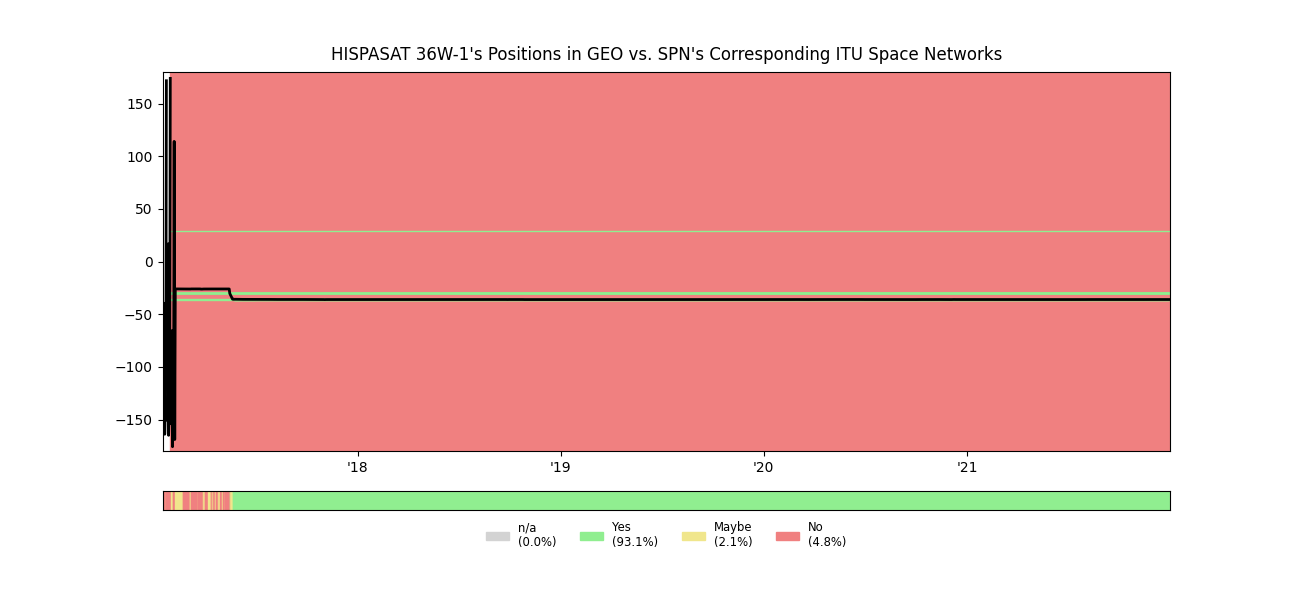 HISPASAT 36W-1's Positions in GEO vs. SPN's Corresponding ITU Space Networks
150
100
50
0
−50
−100
−150
'18 '19 '20 '21
n/a Yes Maybe No
(0.0%) (93.1%) (2.1%) (4.8%)